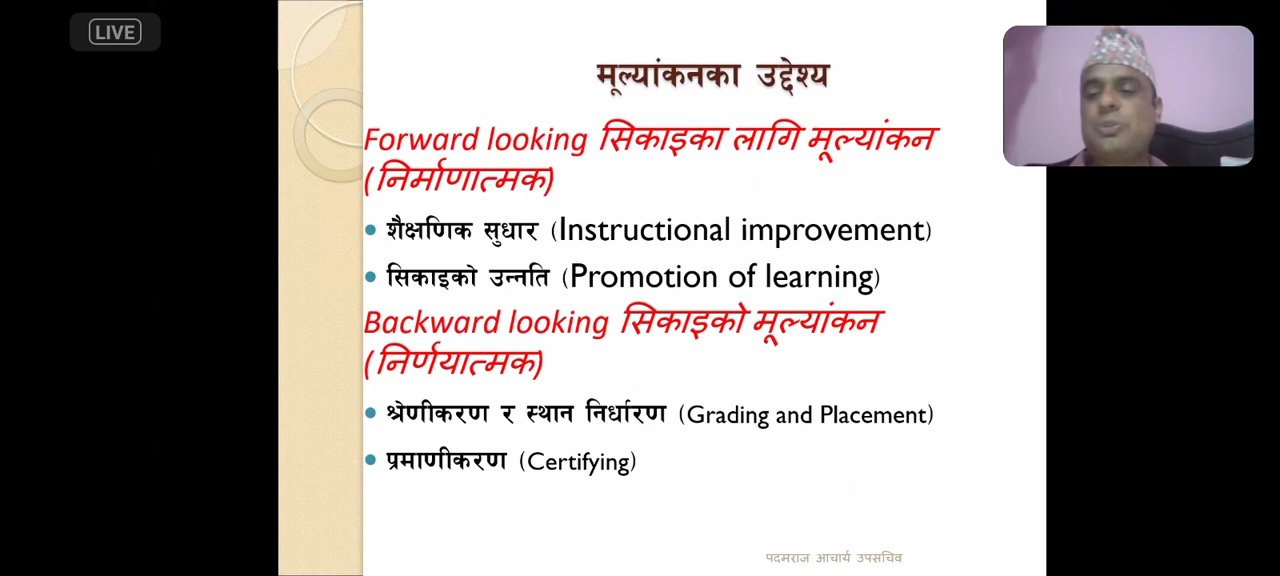 LIVE
मूल्यांकनका उद्देश्य
Forward looking सिकाइका लागि मूल्यांकन
(निर्माणात्मक)
शैक्षणिक सुधार (Instructional improvement)
सिकाइको उन्नति (Promotion of learning)
Backward looking सिकाइको मूल्यांकन
(निर्णयात्मक)
श्रेणीकरण र स्थान निर्धारण (Grading and Placement)
प्रमाणीकरण (Certifying)
पदमराज आचार्य उपसचिव